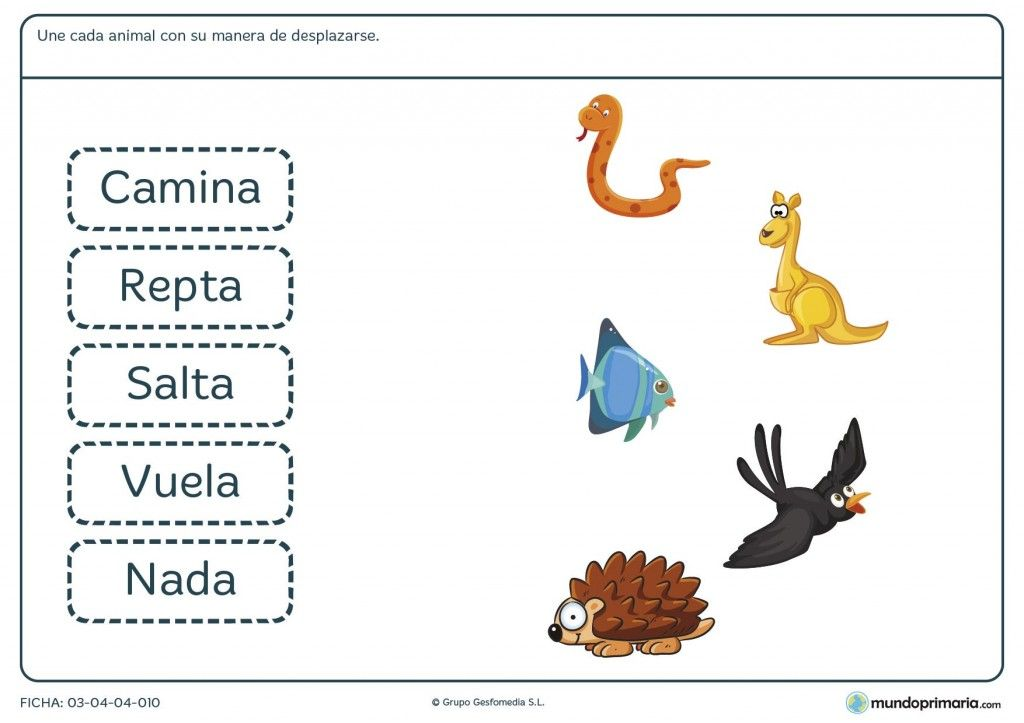 Une cada animal con su manera de desplazarse.
Camina
Repta
Salta
Vuela
Nada
FICHA: 03-04-04-010
© Grupo Gesfomedia S.L.
mundoprimaria.com